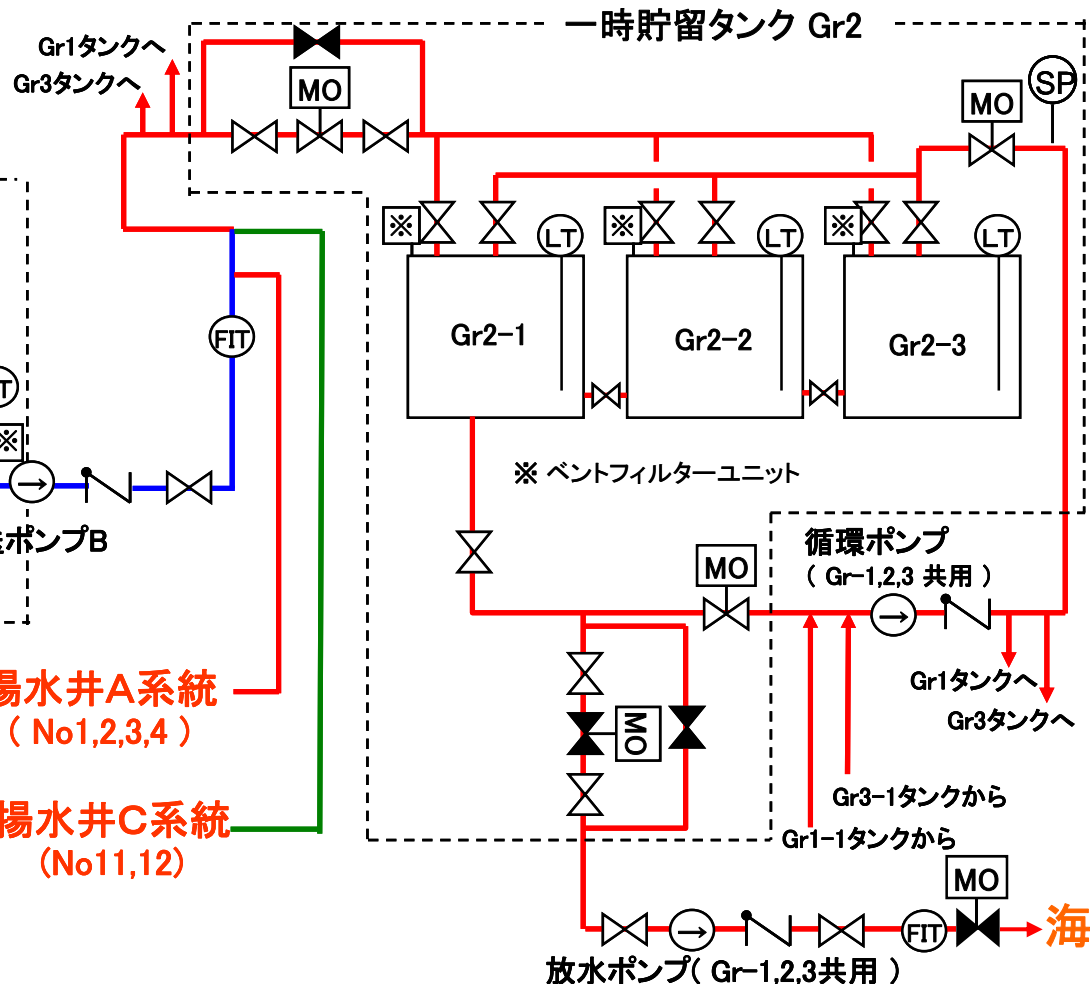 一時貯留タンク Gr2
Gr1タンクへ
Gr3タンクへ
MO
MO
SP
※
LT
※
LT
※
LT
Gr2-1
Gr2-2
Gr2-3
FIT
T
※
※ ベントフィルターユニット
ポンプB
循環ポンプ
( Gr-1,2,3 共用 )
MO
Gr1タンクへ
Gr3タンクへ
揚水井A系統
( No1,2,3,4 )
MO
Gr3-1タンクから
Gr1-1タンクから
揚水井C系統
(No11,12)
MO
FIT
海
放水ポンプ( Gr-1,2,3共用 )